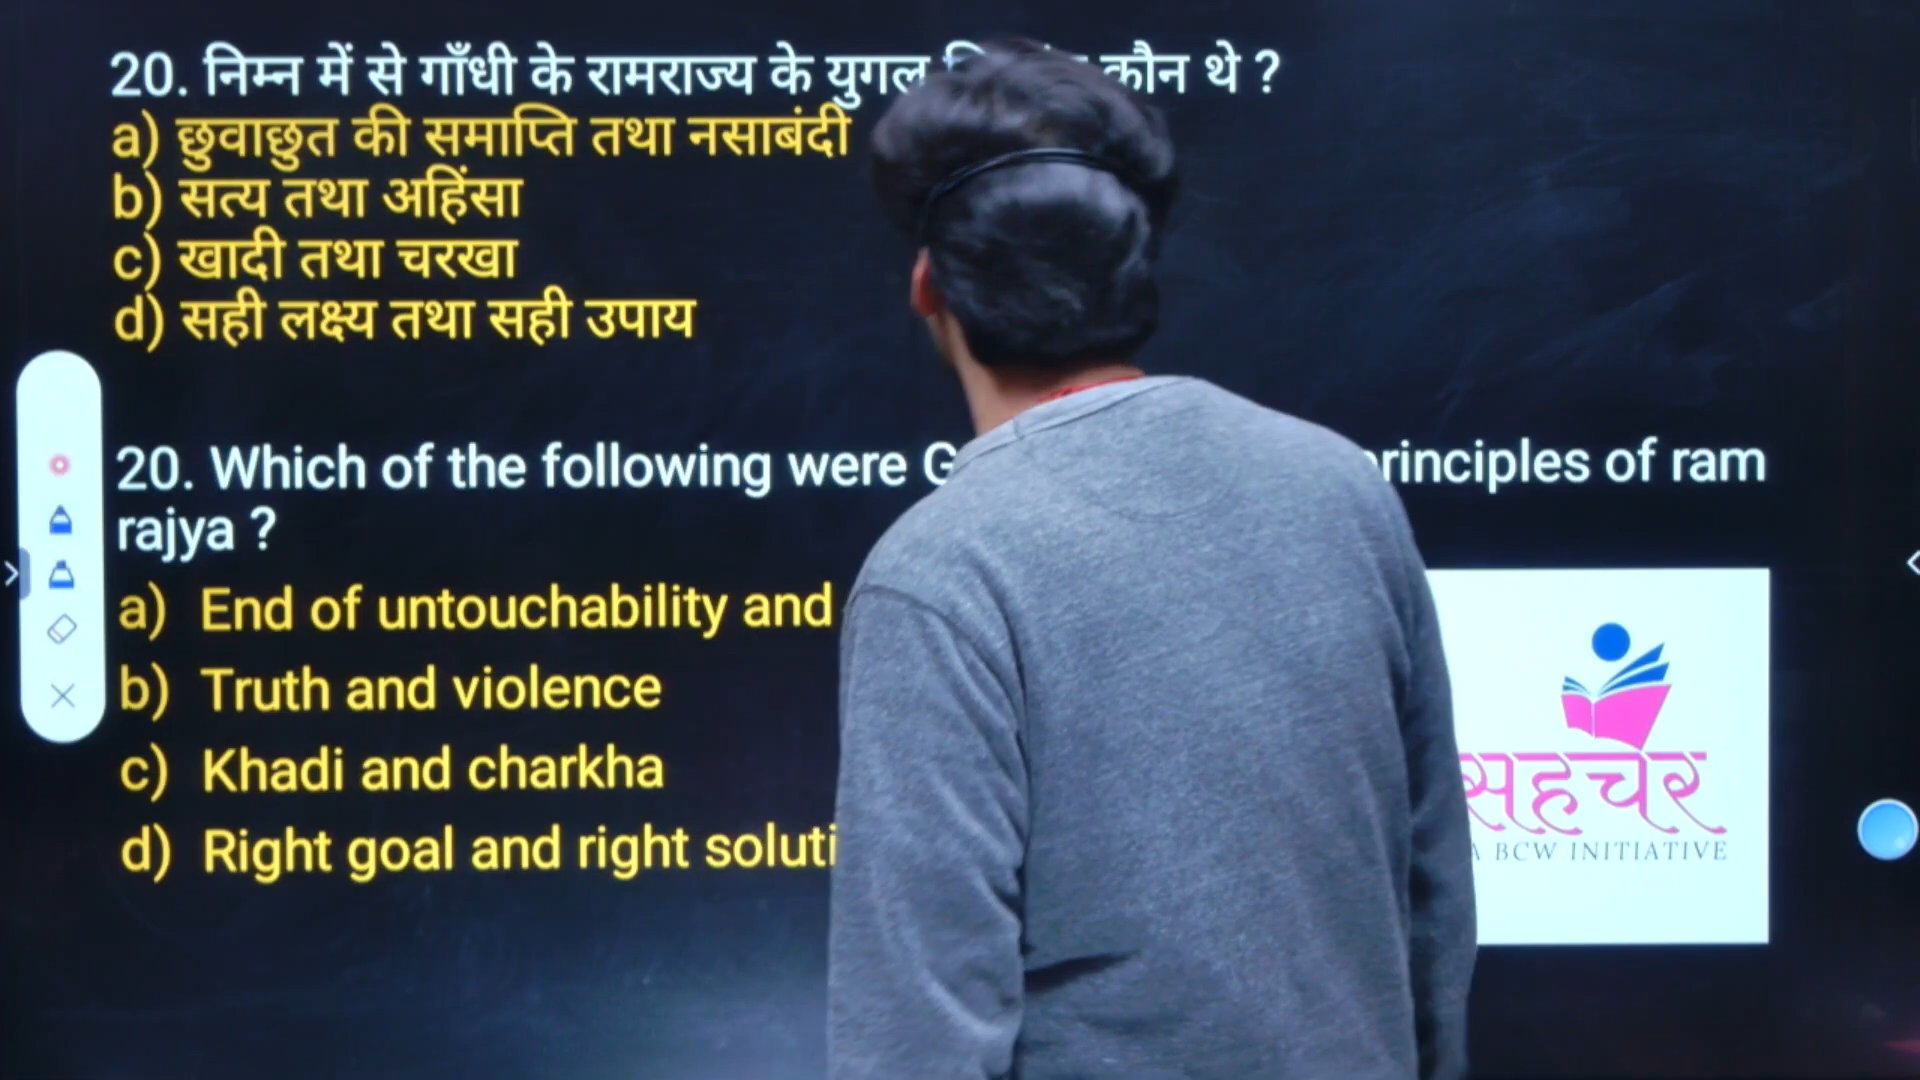 20. निम्न में से गाँधी के रामराज्य के युगल कौन थे ?
a) छुवाछुत की समाप्ति तथा नसाबंदी
b) सत्य तथा अहिंसा
c) खादी तथा चरखा
d) सही लक्ष्य तथा सही उपाय
20. Which of the following were principles of ram
rajya ?
a) End of untouchability and
b) Truth and violence
c) Khadi and charkha
d) Right goal and right
सहचर
A BCW INITIATIVE